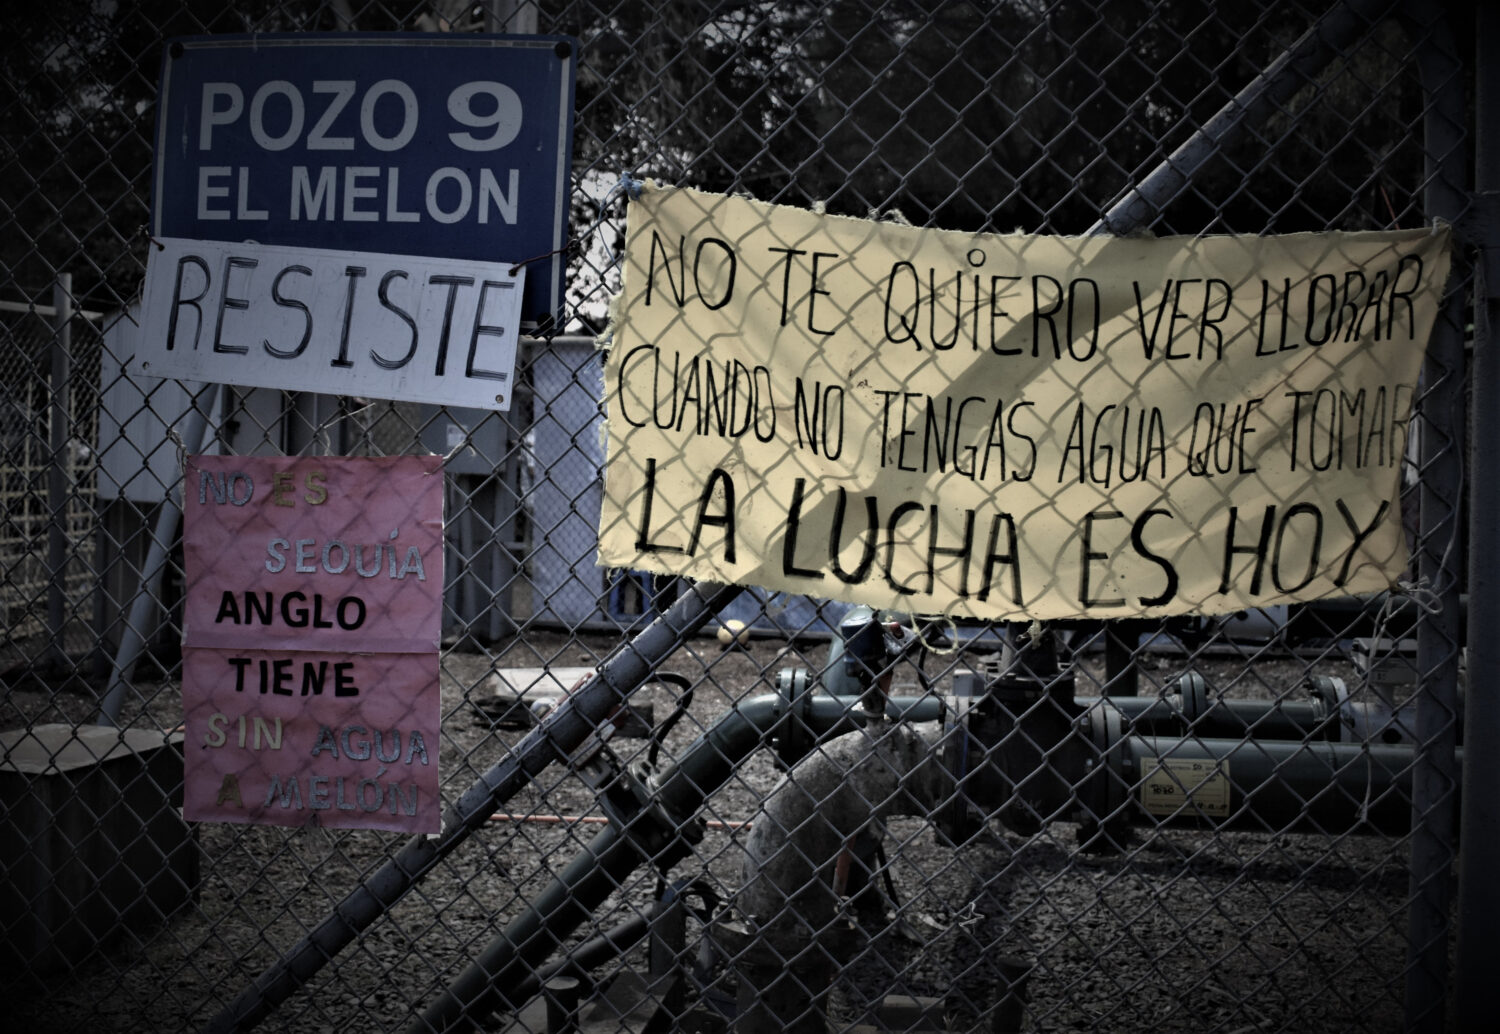 POZO 9
EL MELON
RESISTE
NO ES
SEQUÍA
ANGLO
TIENE
SIN AGUA
A MELÓN
NO TE QUIERO VER LLORAR
CUANDO NO TENGAS AGUA QUE TOMAR
LA LUCHA ES HOY
POZO